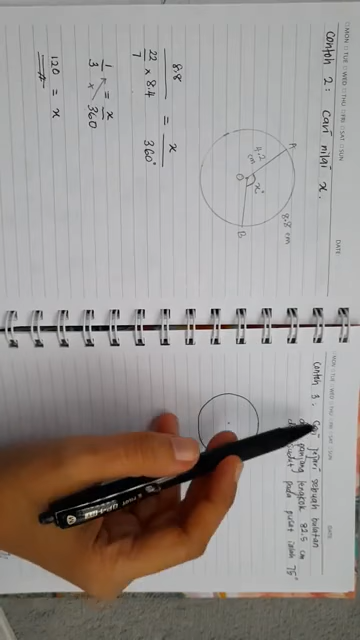 MON TUE WED THU FRI SAT SUN
DATE:
Contoh 2: Cari nilai x.
A
4.2
cm
O
x°
8.8 cm
B
8.8 = x
22/7 × 8.4 360°
1/3 = x/360
120 = x
MON TUE WED THU FRI SAT SUN
DATE:
Contoh 3: Cari jejari sebuah bulatan
panjang lengkok 82.5 cm
pada pusat ialah 75°
PILOT